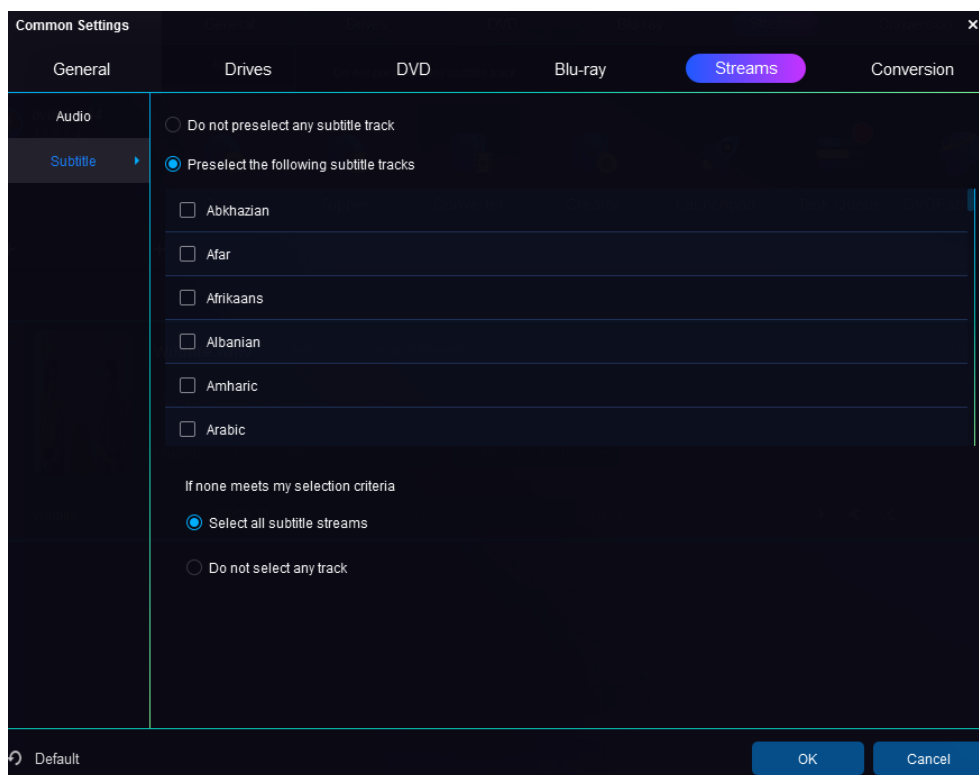 Common Settings
General Drives DVD Blu-ray Streams Conversion
Audio
Subtitle
Do not preselect any subtitle track
Preselect the following subtitle tracks
Abkhazian
Afar
Afrikaans
Albanian
Amharic
Arabic
If none meets my selection criteria
Select all subtitle streams
Do not select any track
Default OK Cancel